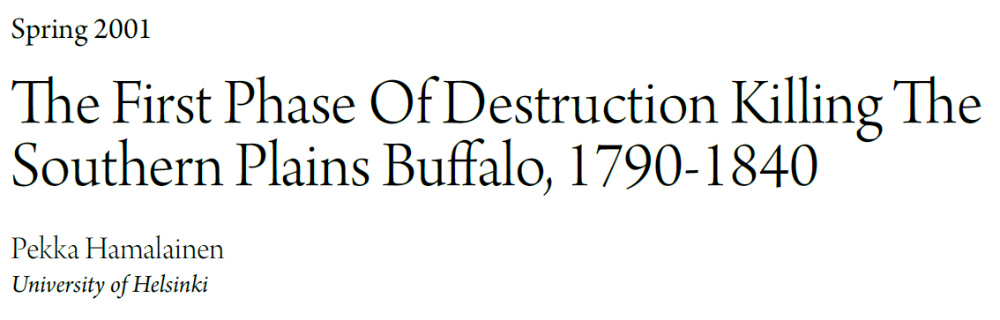 Spring 2001
The First Phase Of Destruction Killing The
Southern Plains Buffalo, 1790-1840
Pekka Hamalainen
University of Helsinki